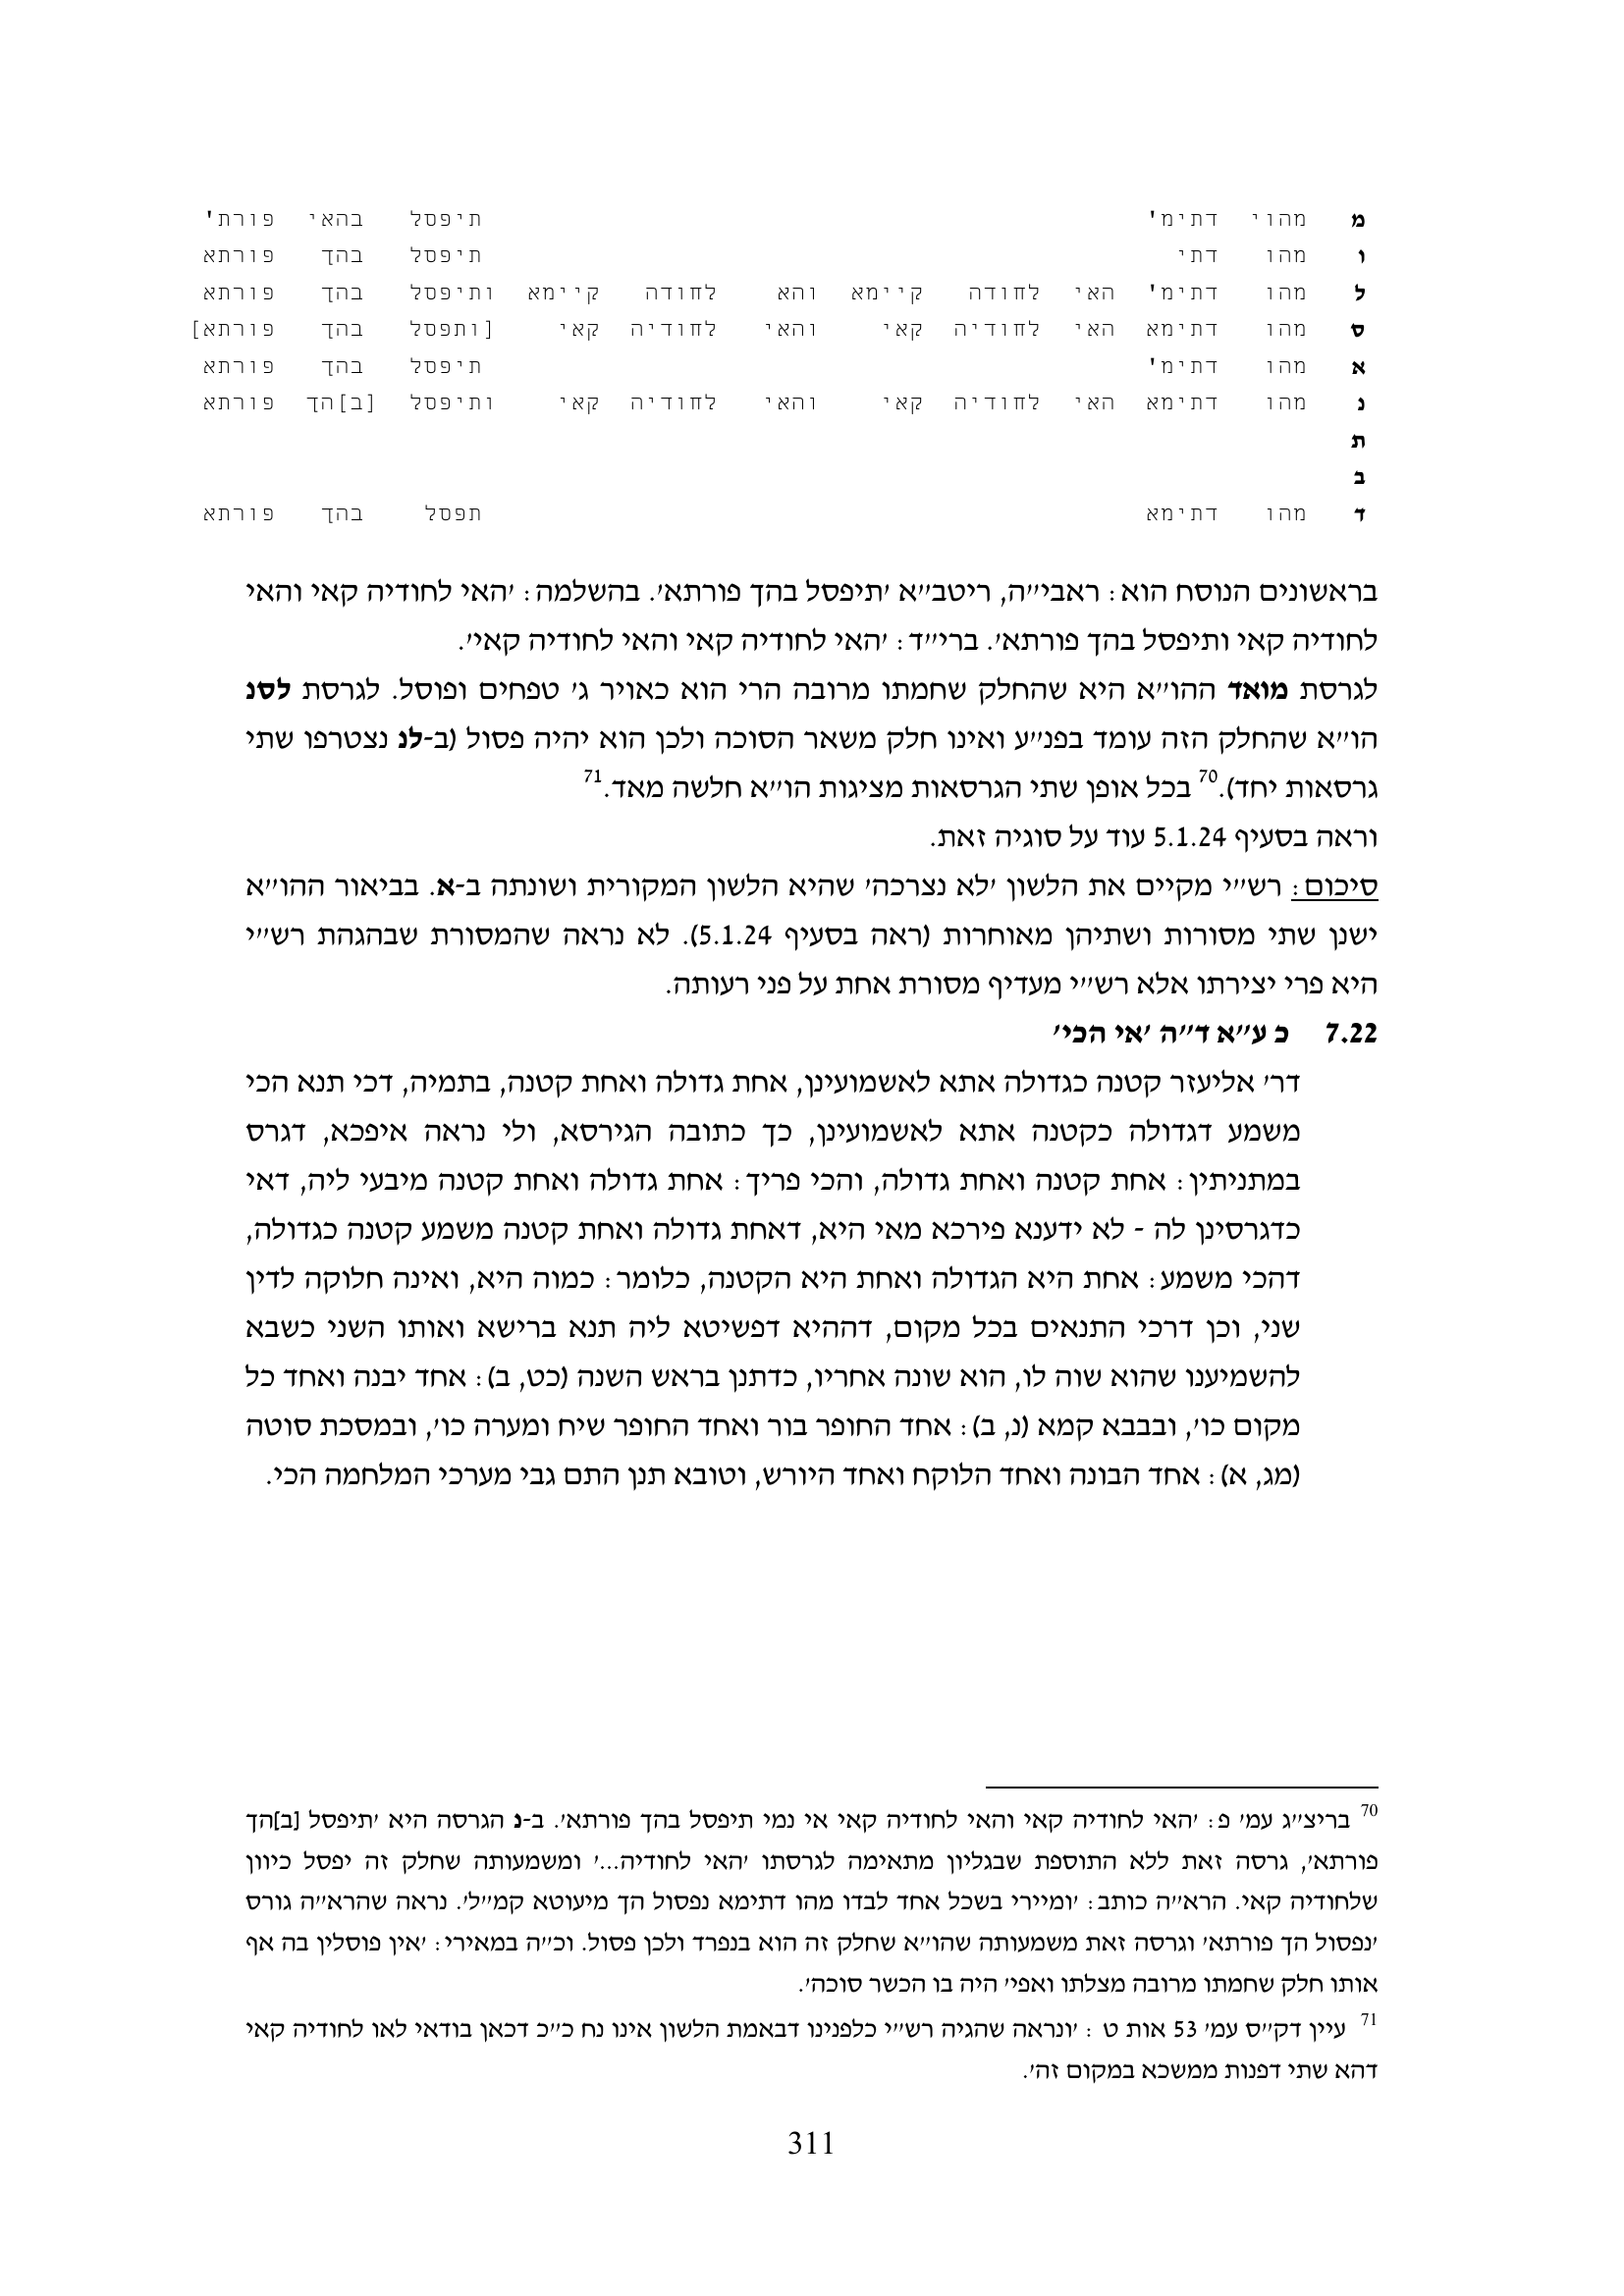 מ מהוי דתימ' תיפסל בהאי פורת'
ו מהו דתי תיפסל בהך פורתא
ל מהו דתימ' האי לחודה קיימא והא לחודה קיימא ותיפסל בהך פורתא
ס מהו דתימא האי לחודיה קאי והאי לחודיה קאי [ותפסל בהך פורתא]
א מהו דתימ' תיפסל בהך פורתא
נ מהו דתימא האי לחודיה קאי והאי לחודיה קאי ותיפסל [ב]הך פורתא
ת
ב
ד מהו דתימא תפסל בהך פורתא
בראשונים הנוסח הוא: ראבי״ה, ריטב״א ׳תיפסל בהך פורתא׳. בהשלמה: ׳האי לחודיה קאי והאי
לחודיה קאי ותיפסל בהך פורתא׳. ברי״ד: ׳האי לחודיה קאי והאי לחודיה קאי׳.
לגרסת מואד ההו״א היא שהחלק שחמתו מרובה הרי הוא כאויר ג׳ טפחים ופוסל. לגרסת לסנ
הו״א שהחלק הזה עומד בפנ״ע ואינו חלק משאר הסוכה ולכן הוא יהיה פסול (ב-לנ נצטרפו שתי
גרסאות יחד).70 בכל אופן שתי הגרסאות מציגות הו״א חלשה מאד.71
וראה בסעיף 5.1.24 עוד על סוגיה זאת.
סיכום: רש״י מקיים את הלשון ׳לא נצרכה׳ שהיא הלשון המקורית ושונתה ב-א. בביאור ההו״א
ישנן שתי מסורות ושתיהן מאוחרות (ראה בסעיף 5.1.24). לא נראה שהמסורת שבהגהת רש״י
היא פרי יצירתו אלא רש״י מעדיף מסורת אחת על פני רעותה.
7.22 כ ע״א ד״ה ׳אי הכי׳
דר׳ אליעזר קטנה כגדולה אתא לאשמועינן, אחת גדולה ואחת קטנה, בתמיה, דכי תנא הכי
משמע דגדולה כקטנה אתא לאשמועינן, כך כתובה הגירסא, ולי נראה איפכא, דגרס
במתניתין: אחת קטנה ואחת גדולה, והכי פריך: אחת גדולה ואחת קטנה מיבעי ליה, דאי
כדגרסינן לה - לא ידענא פירכא מאי היא, דאחת גדולה ואחת קטנה משמע קטנה כגדולה,
דהכי משמע: אחת היא הגדולה ואחת היא הקטנה, כלומר: כמוה היא, ואינה חלוקה לדין
שני, וכן דרכי התנאים בכל מקום, דההיא דפשיטא ליה תנא ברישא ואותו השני כשבא
להשמיענו שהוא שוה לו, הוא שונה אחריו, כדתנן בראש השנה (כט, ב): אחד יבנה ואחד כל
מקום כו׳, ובבבא קמא (נ, ב): אחד החופר בור ואחד החופר שיח ומערה כו׳, ובמסכת סוטה
(מג, א): אחד הבונה ואחד הלוקח ואחד היורש, וטובא תנן התם גבי מערכי המלחמה הכי.
70 בריצ״ג עמ׳ פ: ׳האי לחודיה קאי והאי לחודיה קאי אי נמי תיפסל בהך פורתא׳. ב-נ הגרסה היא ׳תיפסל [ב]הך
פורתא׳, גרסה זאת ללא התוספת שבגליון מתאימה לגרסתו ׳האי לחודיה...׳ ומשמעותה שחלק זה יפסל כיוון
שלחודיה קאי. הרא״ה כותב: ׳ומיירי בשכל אחד לבדו מהו דתימא נפסול הך מיעוטא קמ״ל׳. נראה שהרא״ה גורס
׳נפסול הך פורתא׳ וגרסה זאת משמעותה שהו״א שחלק זה הוא בנפרד ולכן פסול. וכ״ה במאירי: ׳אין פוסלין בה אף
אותו חלק שחמתו מרובה מצלתו ואפי׳ היה בו הכשר סוכה׳.
71 עיין דק״ס עמ׳ 53 אות ט : ׳ונראה שהגיה רש״י כלפנינו דבאמת הלשון אינו נח כ״כ דכאן בודאי לאו לחודיה קאי
דהא שתי דפנות ממשכא במקום זה׳.
311